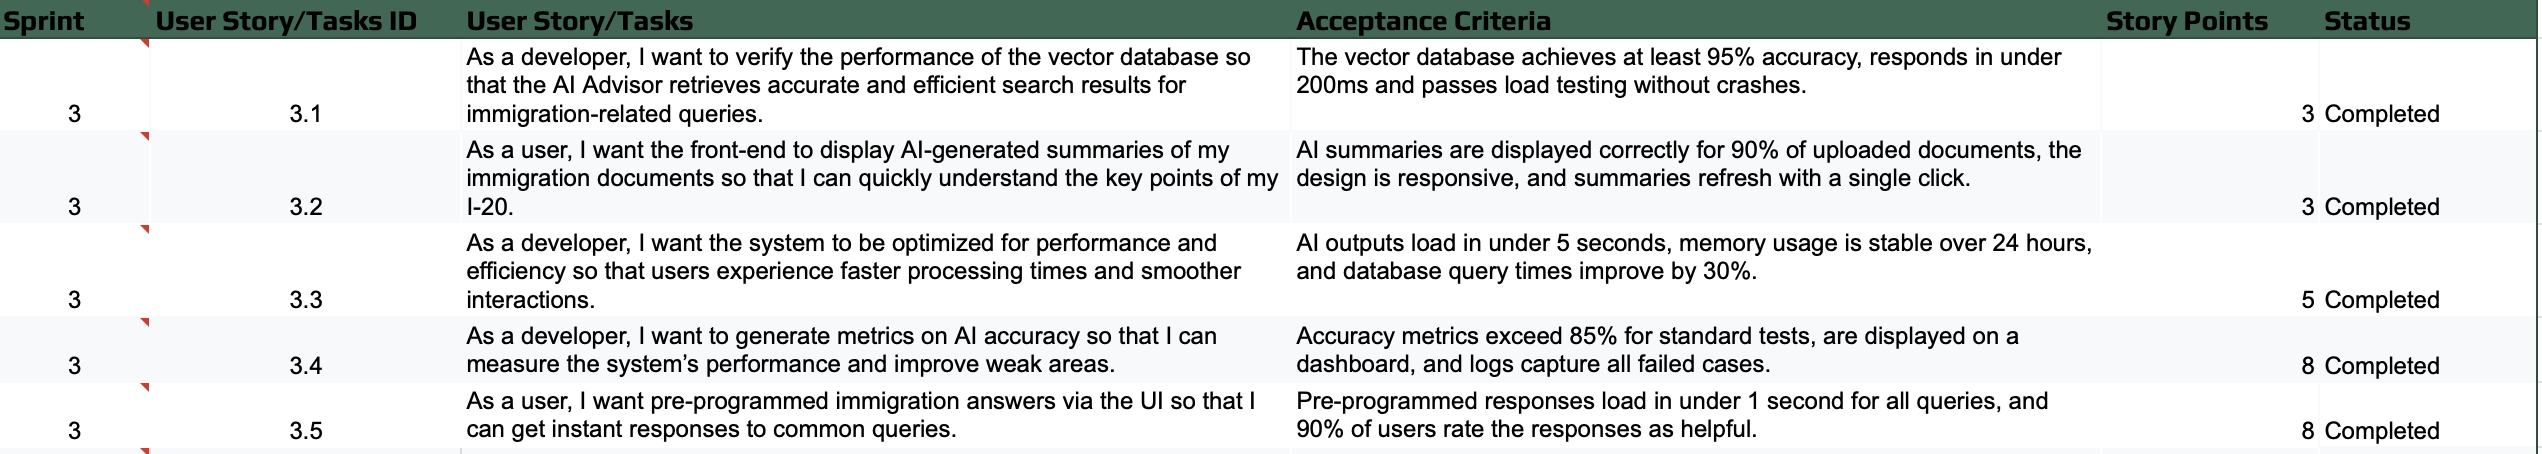 Sprint User Story/Tasks ID User Story/Tasks Acceptance Criteria Story Points Status
As a developer, I want to verify the performance of the vector database so
that the AI Advisor retrieves accurate and efficient search results for
immigration-related queries.
The vector database achieves at least 95% accuracy, responds in under
200ms and passes load testing without crashes.
3 3.1 3 Completed
As a user, I want the front-end to display AI-generated summaries of my
immigration documents so that I can quickly understand the key points of my
I-20.
AI summaries are displayed correctly for 90% of uploaded documents, the
design is responsive, and summaries refresh with a single click.
3 3.2 3 Completed
As a developer, I want the system to be optimized for performance and
efficiency so that users experience faster processing times and smoother
interactions.
AI outputs load in under 5 seconds, memory usage is stable over 24 hours,
and database query times improve by 30%.
3 3.3 5 Completed
As a developer, I want to generate metrics on AI accuracy so that I can
measure the system’s performance and improve weak areas.
Accuracy metrics exceed 85% for standard tests, are displayed on a
dashboard, and logs capture all failed cases.
3 3.4 8 Completed
As a user, I want pre-programmed immigration answers via the UI so that I
can get instant responses to common queries.
Pre-programmed responses load in under 1 second for all queries, and
90% of users rate the responses as helpful.
3 3.5 8 Completed